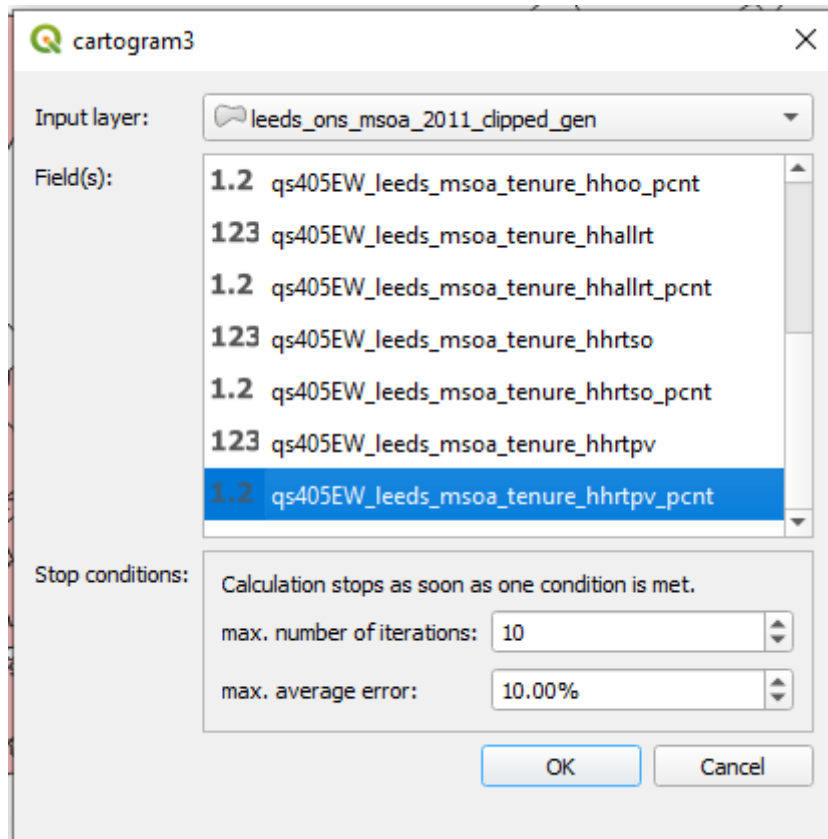 cartogram3
Input layer: leeds_ons_msoa_2011_clipped_gen
Field(s):
1.2 qs405EW_leeds_msoa_tenure_hhoo_pcnt
123 qs405EW_leeds_msoa_tenure_hhallrt
1.2 qs405EW_leeds_msoa_tenure_hhallrt_pcnt
123 qs405EW_leeds_msoa_tenure_hhrtso
1.2 qs405EW_leeds_msoa_tenure_hhrtso_pcnt
123 qs405EW_leeds_msoa_tenure_hhrtpv
1.2 qs405EW_leeds_msoa_tenure_hhrtpv_pcnt
Stop conditions:
Calculation stops as soon as one condition is met.
max. number of iterations: 10
max. average error: 10.00%
OK Cancel